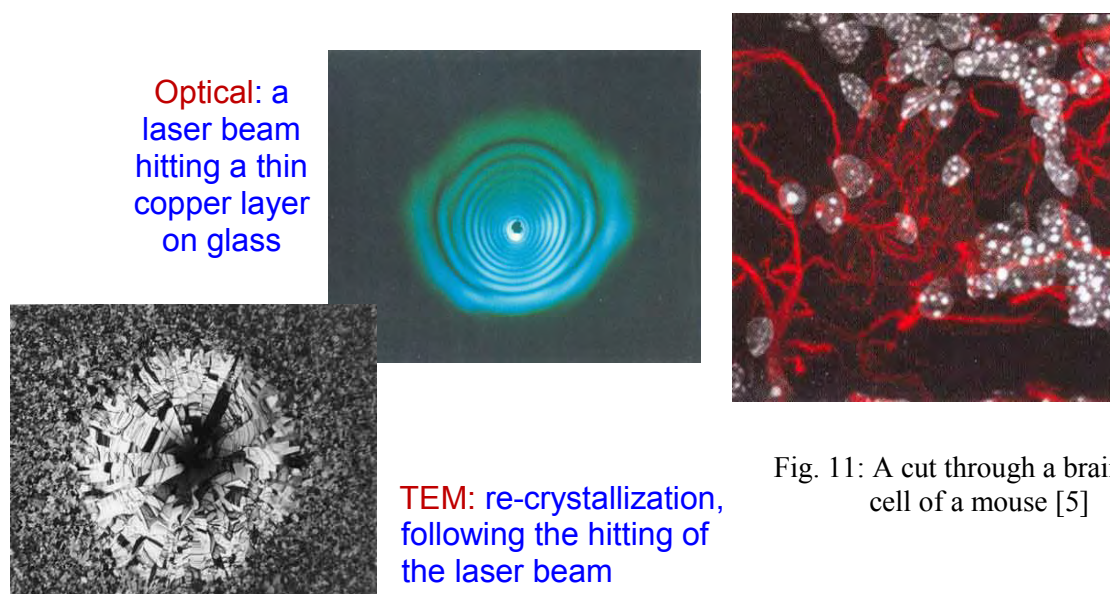 Optical: a
laser beam
hitting a thin
copper layer
on glass
TEM: re-crystallization,
following the hitting of
the laser beam
Fig. 11: A cut through a brain
cell of a mouse [5]